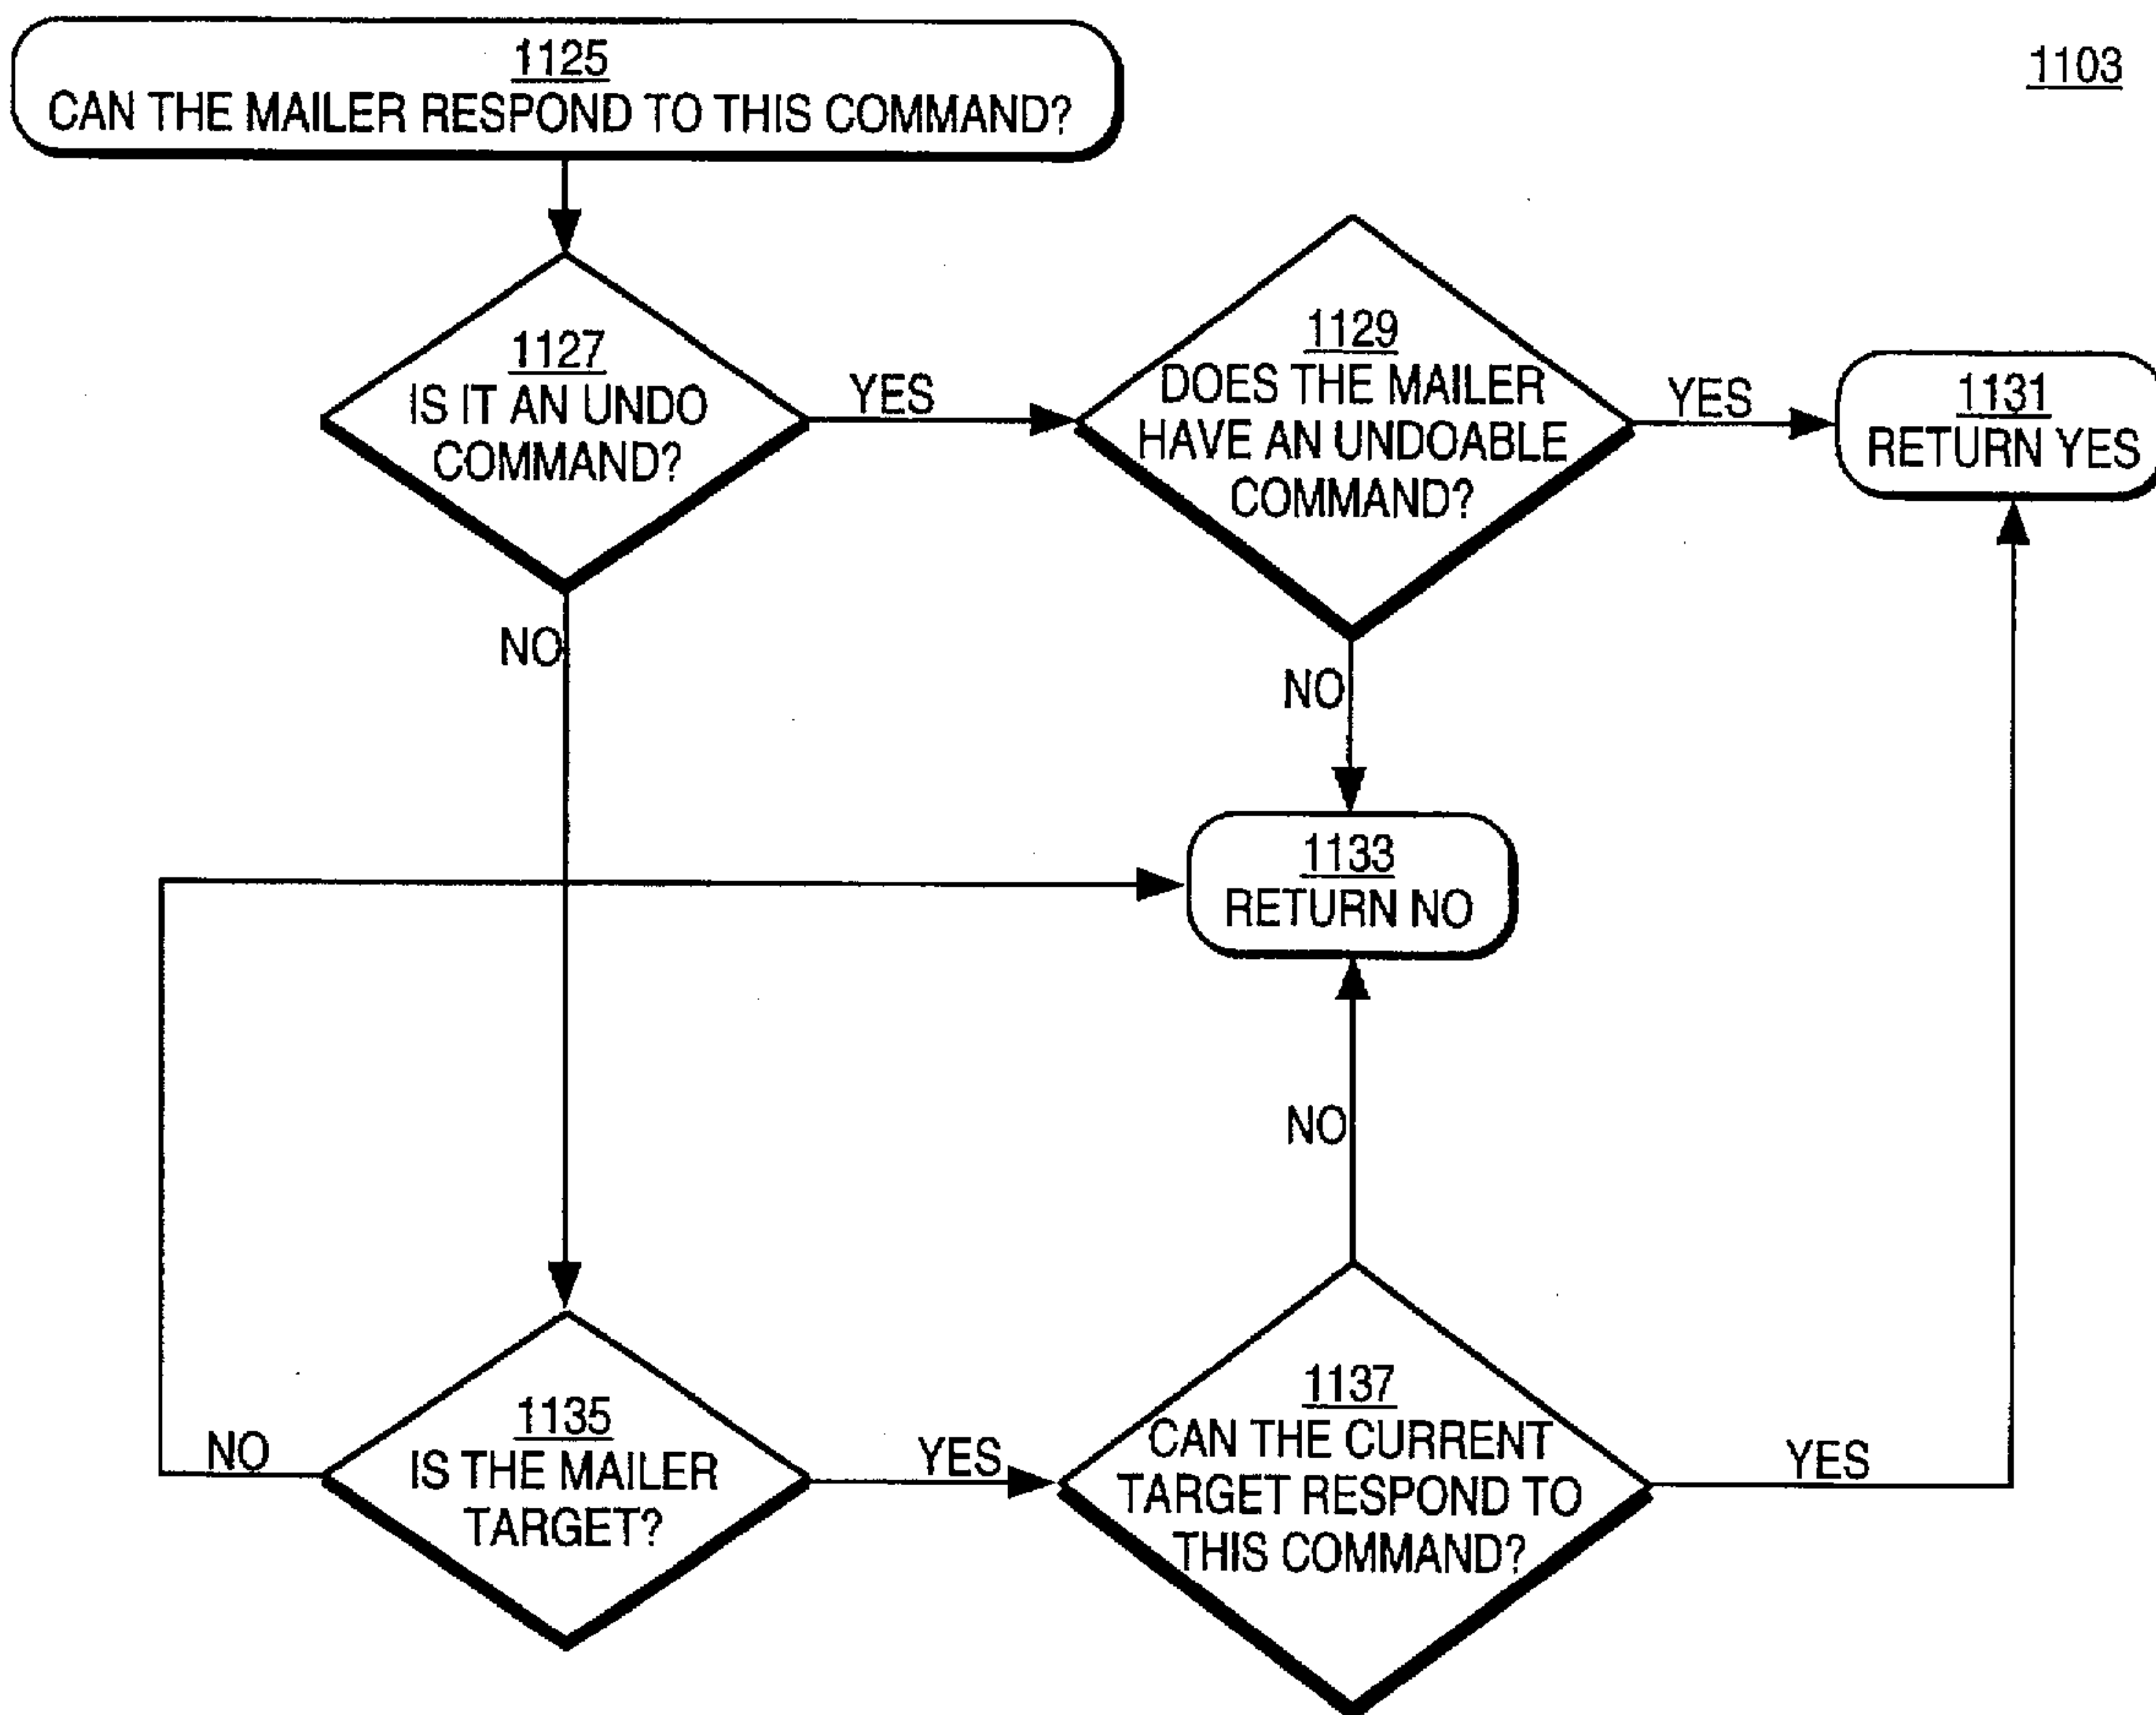 1125
CAN THE MAILER RESPOND TO THIS COMMAND?
1103
1127
IS IT AN UNDO
COMMAND?
YES
1129
DOES THE MAILER
HAVE AN UNDOABLE
COMMAND?
YES
1131
RETURN YES
NO
NO
1133
RETURN NO
NO
1135
IS THE MAILER
TARGET?
NO
YES
1137
CAN THE CURRENT
TARGET RESPOND TO
THIS COMMAND?
YES